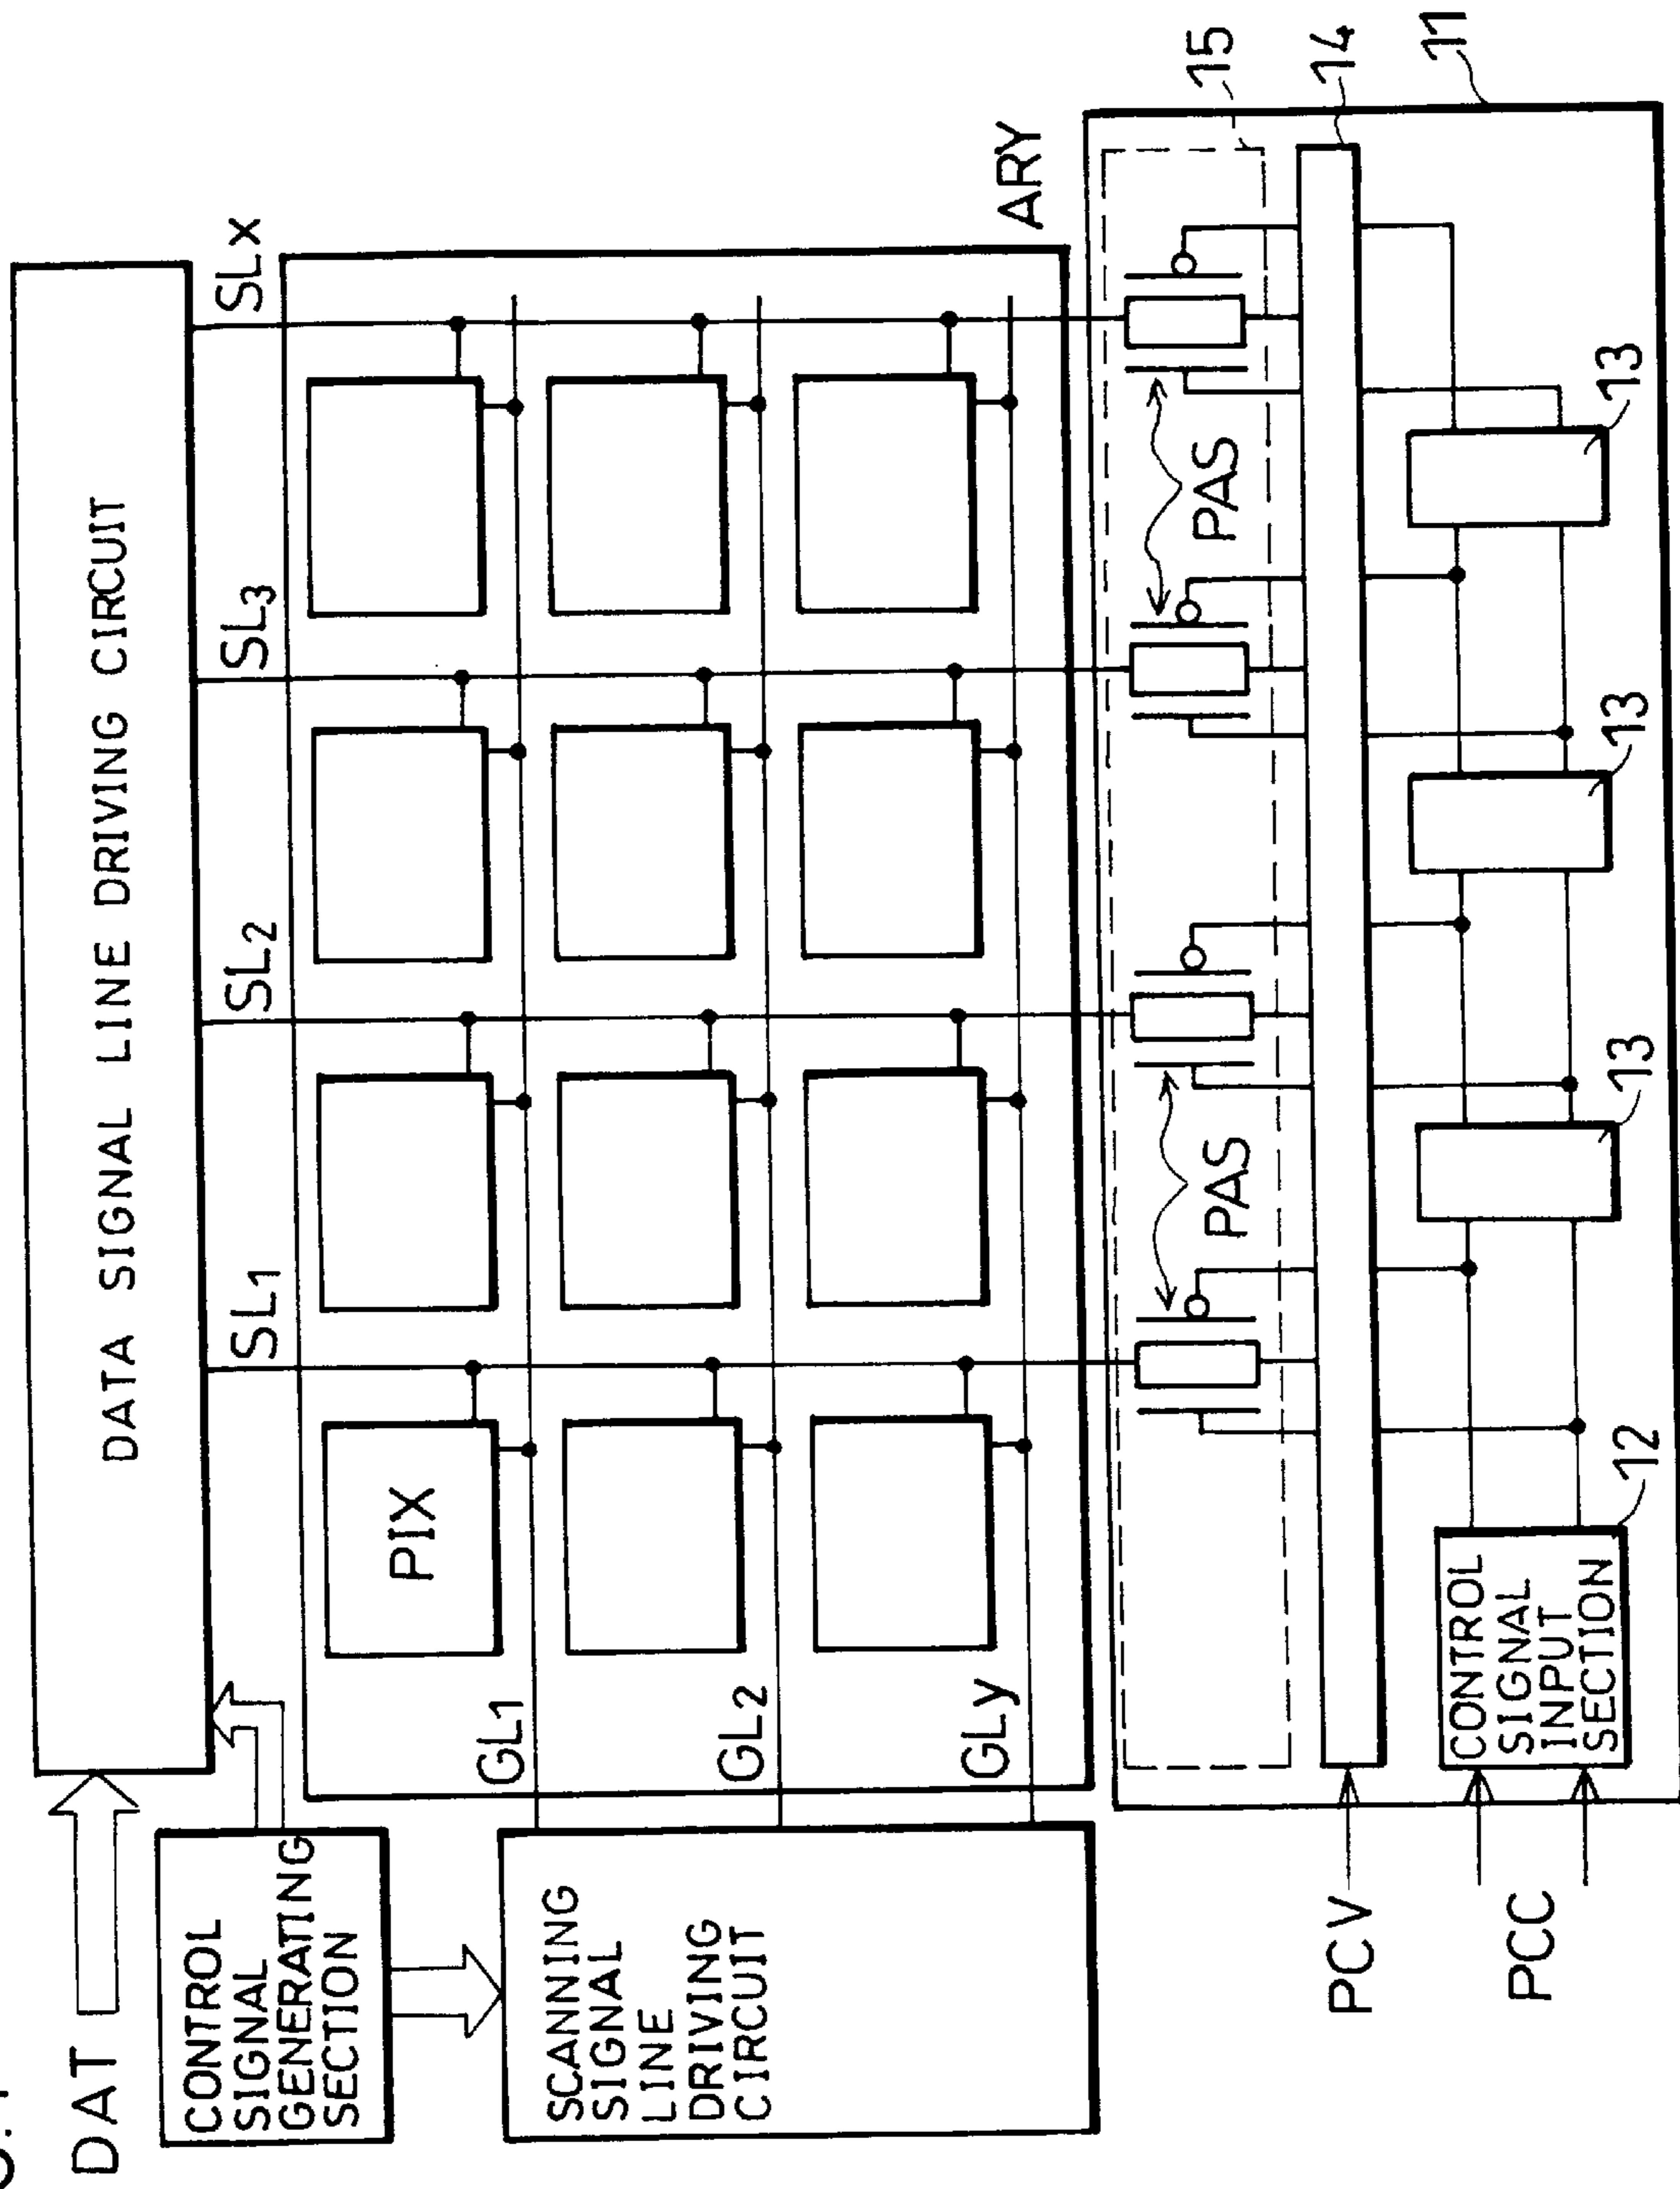 DAT
DATA SIGNAL LINE DRIVING CIRCUIT
CONTROL
SIGNAL
GENERATING
SECTION
SL1
SL2
SL3
SLx
PIX
GL1
GL2
GLy
ARY
SCANNING
SIGNAL
LINE
DRIVING
CIRCUIT
PAS
PAS
15
14
11
PCV
PCC
CONTROL
SIGNAL
INPUT
SECTION
12
13
13
13